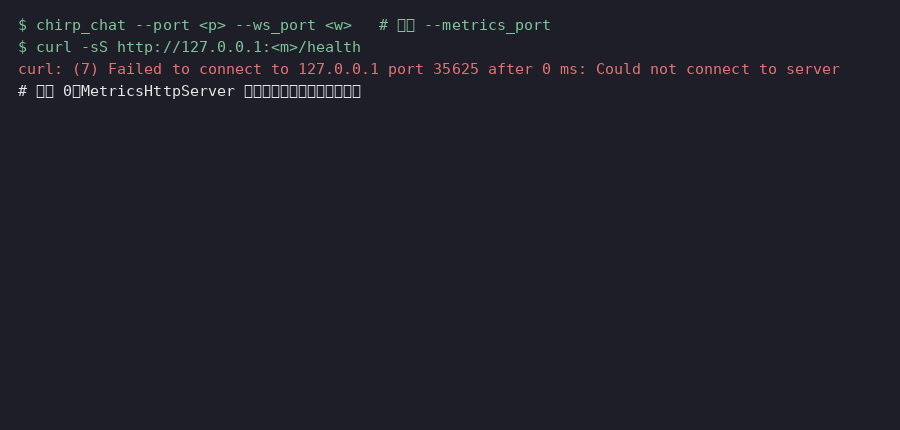 $ chirp_chat --port <p> --ws_port <w>   # --metrics_port
$ curl -sS http://127.0.0.1:<m>/health
curl: (7) Failed to connect to 127.0.0.1 port 35625 after 0 ms: Could not connect to server
# 0 MetricsHttpServer